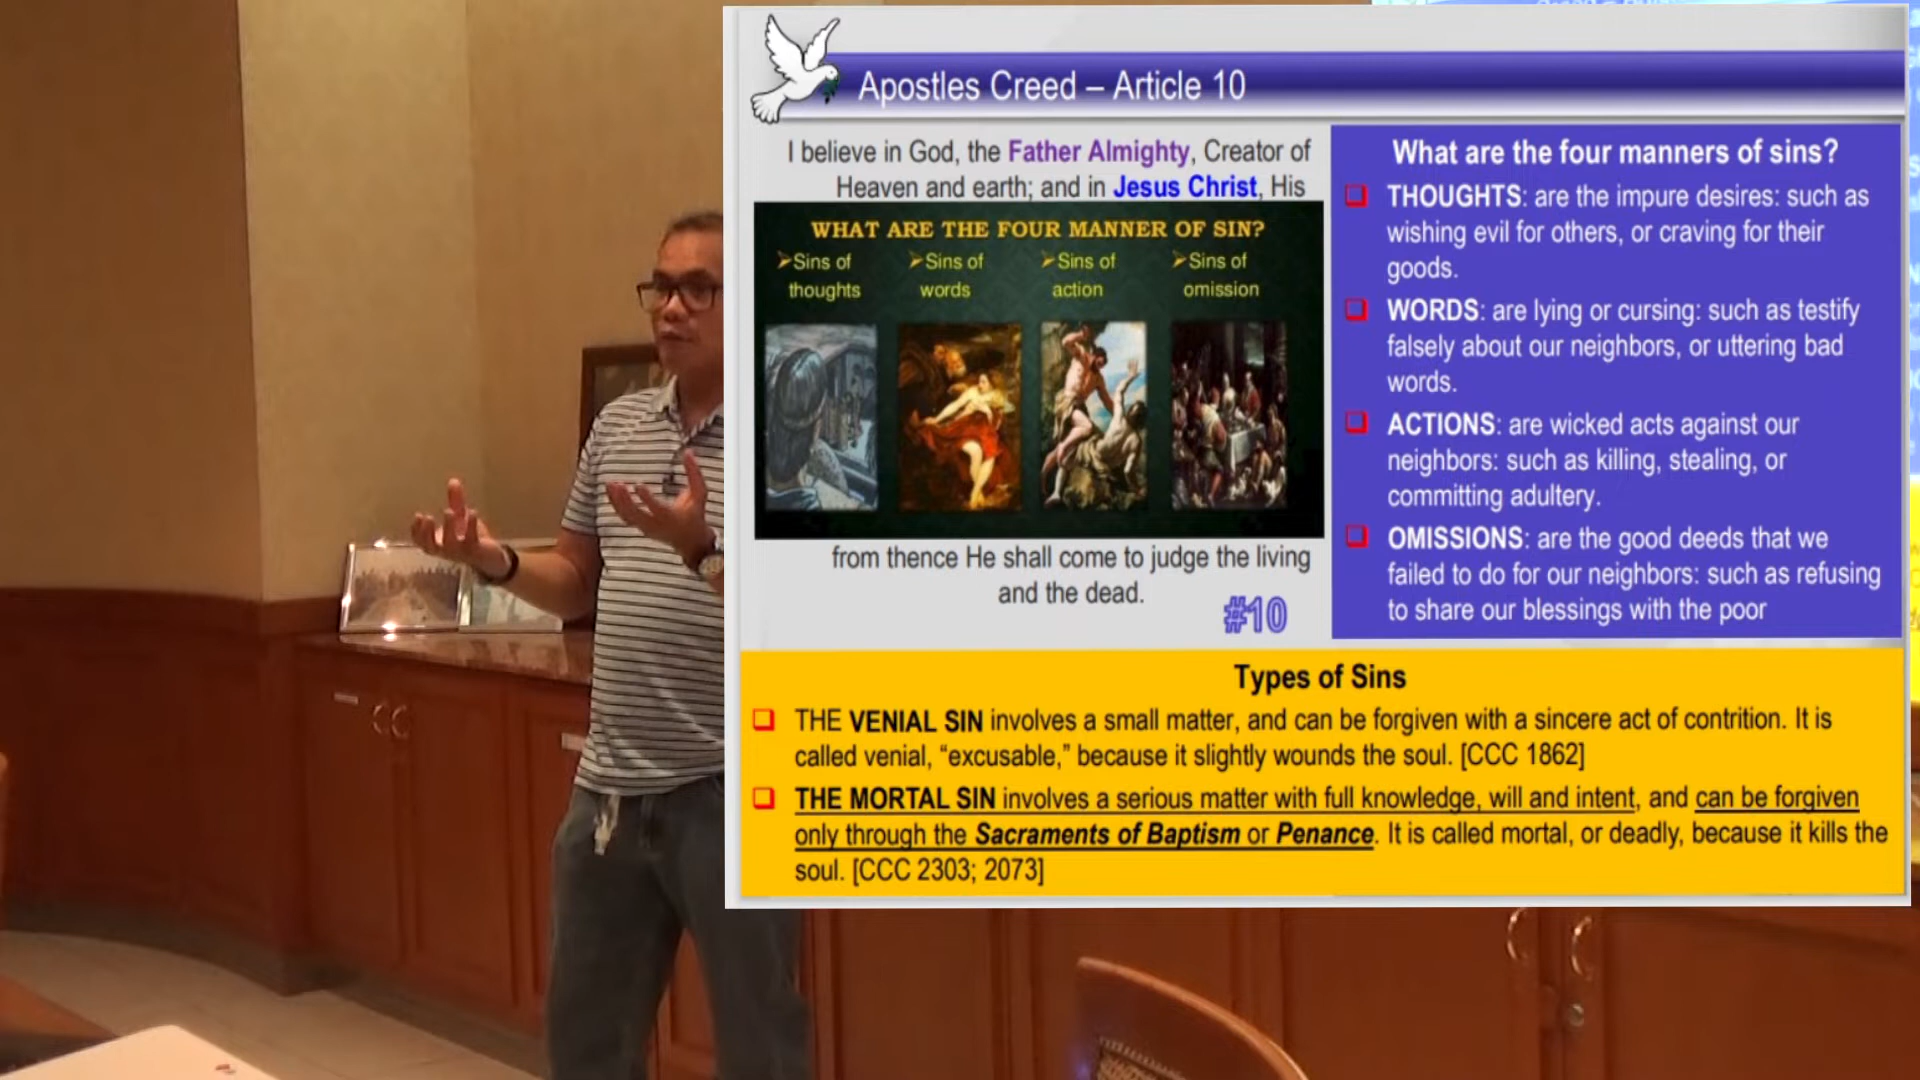 Apostles Creed – Article 10
I believe in God, the Father Almighty, Creator of
Heaven and earth; and in Jesus Christ, His
WHAT ARE THE FOUR MANNER OF SIN?
➢Sins of thoughts
➢Sins of words
➢Sins of action
➢Sins of omission
from thence He shall come to judge the living
and the dead.
#10
What are the four manners of sins?
THOUGHTS: are the impure desires: such as
wishing evil for others, or craving for their
goods.
WORDS: are lying or cursing: such as testify
falsely about our neighbors, or uttering bad
words.
ACTIONS: are wicked acts against our
neighbors: such as killing, stealing, or
committing adultery.
OMISSIONS: are the good deeds that we
failed to do for our neighbors: such as refusing
to share our blessings with the poor
Types of Sins
THE VENIAL SIN involves a small matter, and can be forgiven with a sincere act of contrition. It is
called venial, “excusable,” because it slightly wounds the soul. [CCC 1862]
THE MORTAL SIN involves a serious matter with full knowledge, will and intent, and can be forgiven
only through the Sacraments of Baptism or Penance. It is called mortal, or deadly, because it kills the
soul. [CCC 2303; 2073]